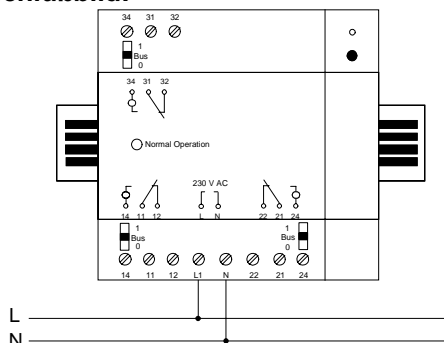 34 31 32
1
Bus
0
34 31 32
Normal Operation
230 V AC
14 11 12 L N 22 21 24
1 1
Bus Bus
0 0
14 11 12 L1 N 22 21 24
L
N